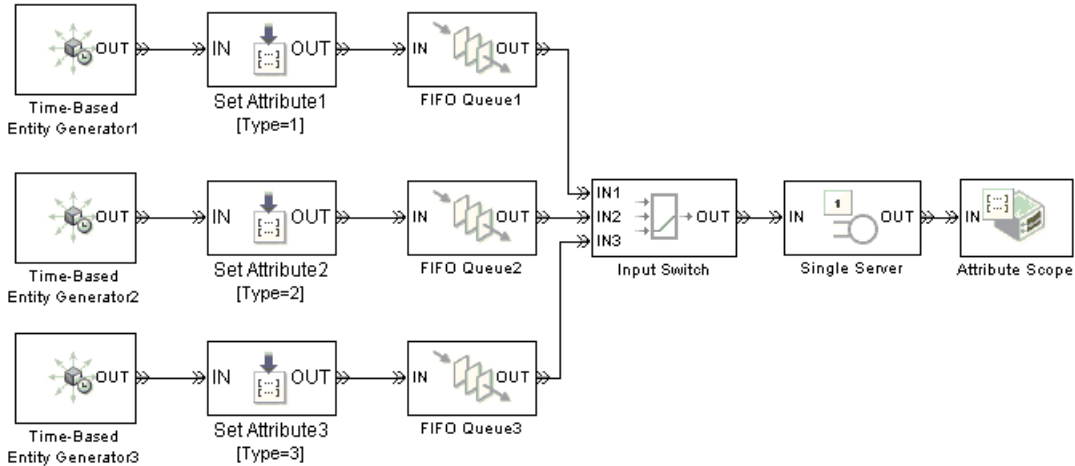 OUT
Time-Based
Entity Generator1
IN
[...]
OUT
Set Attribute1
[Type=1]
IN
OUT
FIFO Queue1
OUT
Time-Based
Entity Generator2
IN
[...]
OUT
Set Attribute2
[Type=2]
IN
OUT
FIFO Queue2
OUT
Time-Based
Entity Generator3
IN
[...]
OUT
Set Attribute3
[Type=3]
IN
OUT
FIFO Queue3
IN1
IN2
IN3
OUT
Input Switch
IN
1
OUT
Single Server
IN
[...]
Attribute Scope